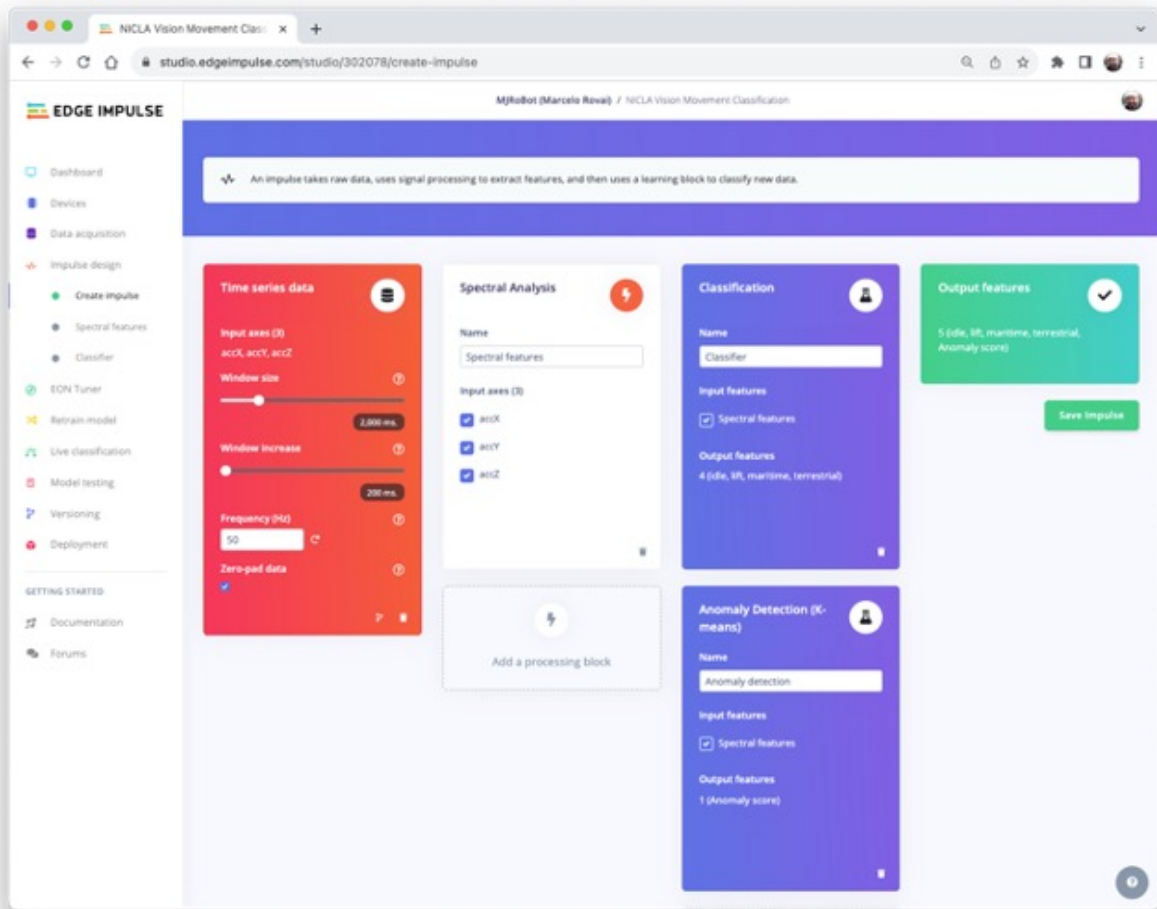 NICLA Vision Movement Clas
studio.edgeimpulse.com/studio/302078/create-impulse
EDGE IMPULSE
MJRoBot (Marcelo Rovai) / NICLA Vision Movement Classification
An impulse takes raw data, uses signal processing to extract features, and then uses a learning block to classify new data.
Dashboard
Devices
Data acquisition
Impulse design
Create impulse
Spectral features
Classifier
EON Tuner
Retrain model
Live classification
Model testing
Versioning
Deployment
GETTING STARTED
Documentation
Forums
Time series data
Input axes (3)
accX, accY, accZ
Window size
2,000 ms.
Window increase
200 ms.
Frequency (Hz)
50
Zero-pad data
Spectral Analysis
Name
Spectral features
Input axes (3)
accX
accY
accZ
Add a processing block
Classification
Name
Classifier
Input features
Spectral features
Output features
4 (idle, lift, maritime, terrestrial)
Anomaly Detection (K-
means)
Name
Anomaly detection
Input features
Spectral features
Output features
1 (Anomaly score)
Output features
5 (idle, lift, maritime, terrestrial,
Anomaly score)
Save Impulse